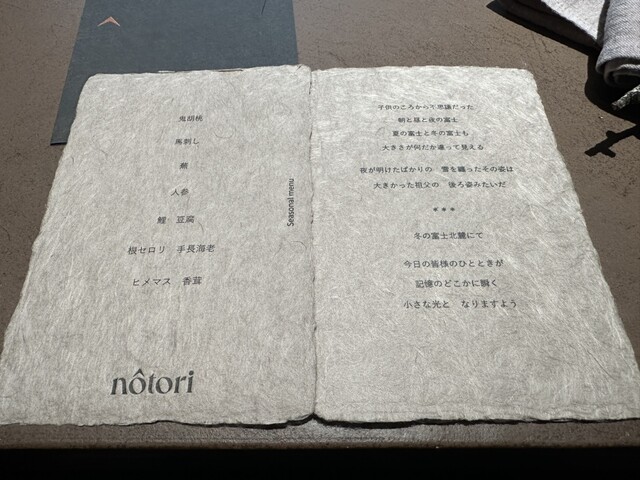 鬼胡桃
馬刺し
蕪
人参
鯉　豆腐
根セロリ　手長海老
ヒメマス　香茸
Seasonal menu
nôtori
子供のころから不思議だった
朝と昼と夜の富士
夏の富士と冬の富士も
大きさが何だか違って見える
夜が明けたばかりの　雪を纏ったその姿は
大きかった祖父の　後ろ姿みたいだ
＊＊＊
冬の富士北麓にて
今日の皆様のひとときが
記憶のどこかに瞬く
小さな光と　なりますよう